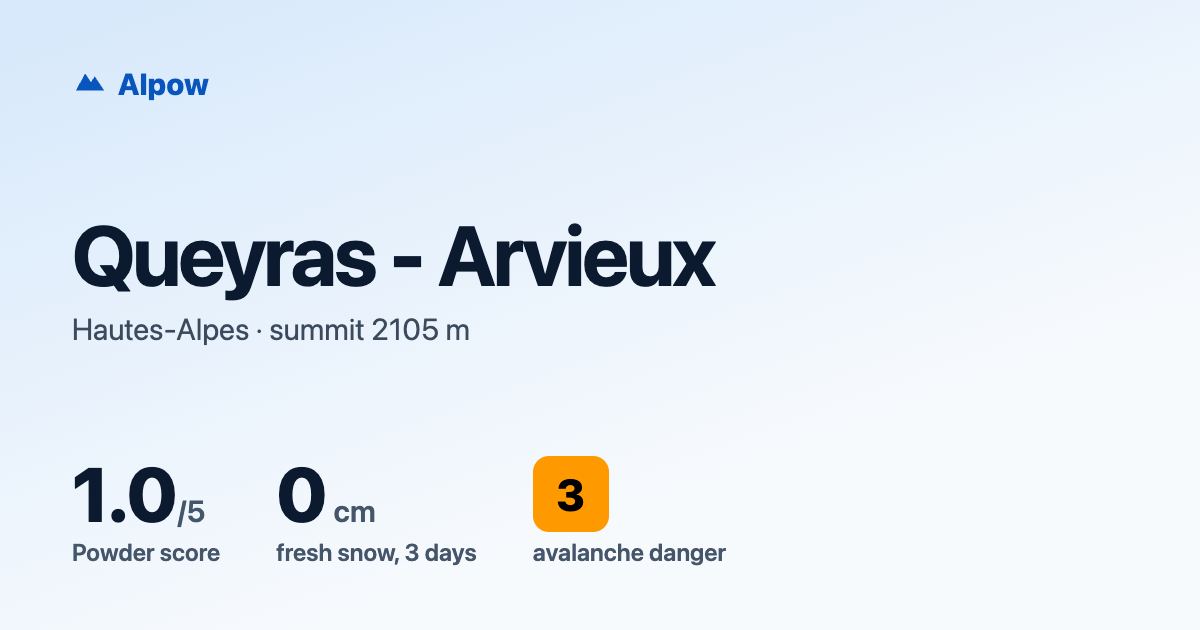 Alpow
Queyras - Arvieux
Hautes-Alpes · summit 2105 m
1.0/5
Powder score
0 cm
fresh snow, 3 days
3
avalanche danger